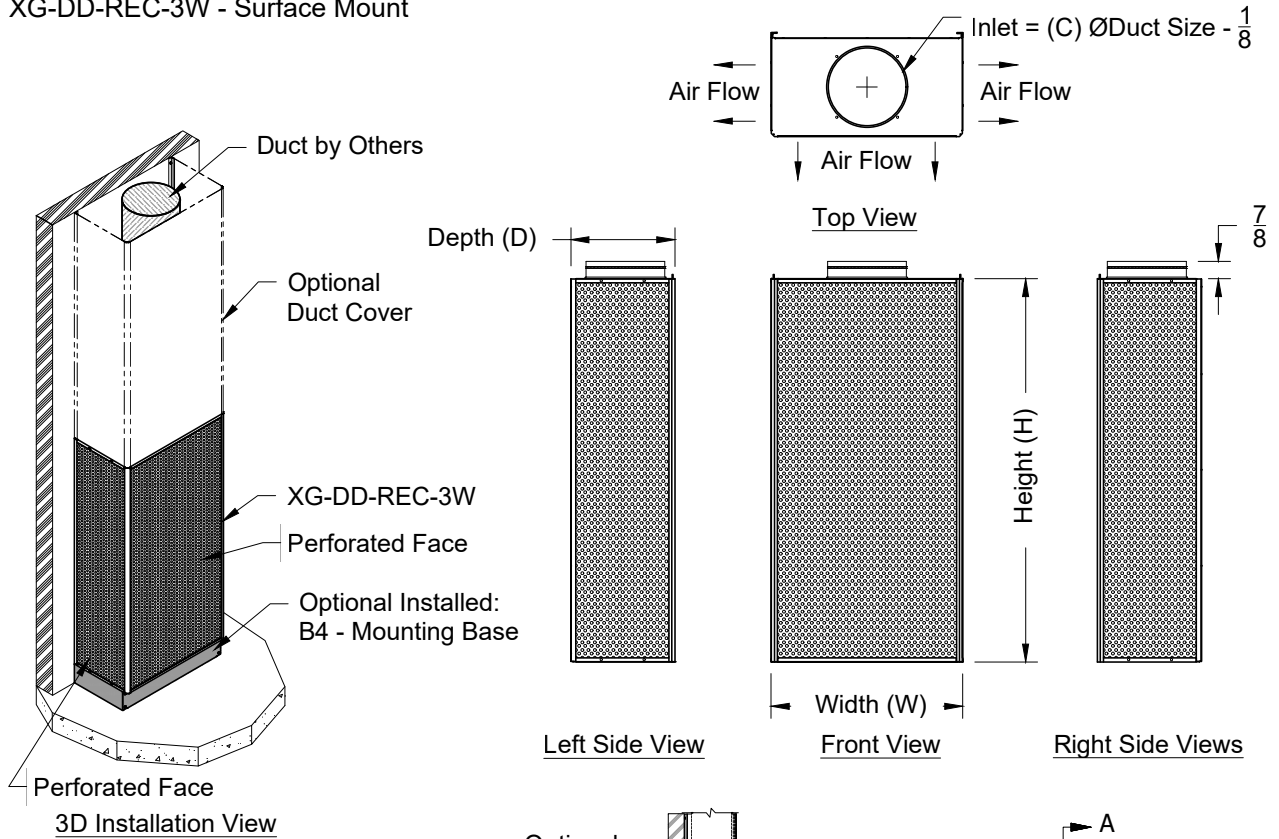 XG-DD-REC-3W - Surface Mount
Inlet = (C) ØDuct Size - 1/8
Air Flow
Air Flow
Air Flow
Top View
Duct by Others
Optional
Duct Cover
XG-DD-REC-3W
Perforated Face
Optional Installed:
B4 - Mounting Base
Perforated Face
3D Installation View
Depth (D)
7/8
Height (H)
Width (W)
Left Side View
Front View
Right Side Views
Optional
A